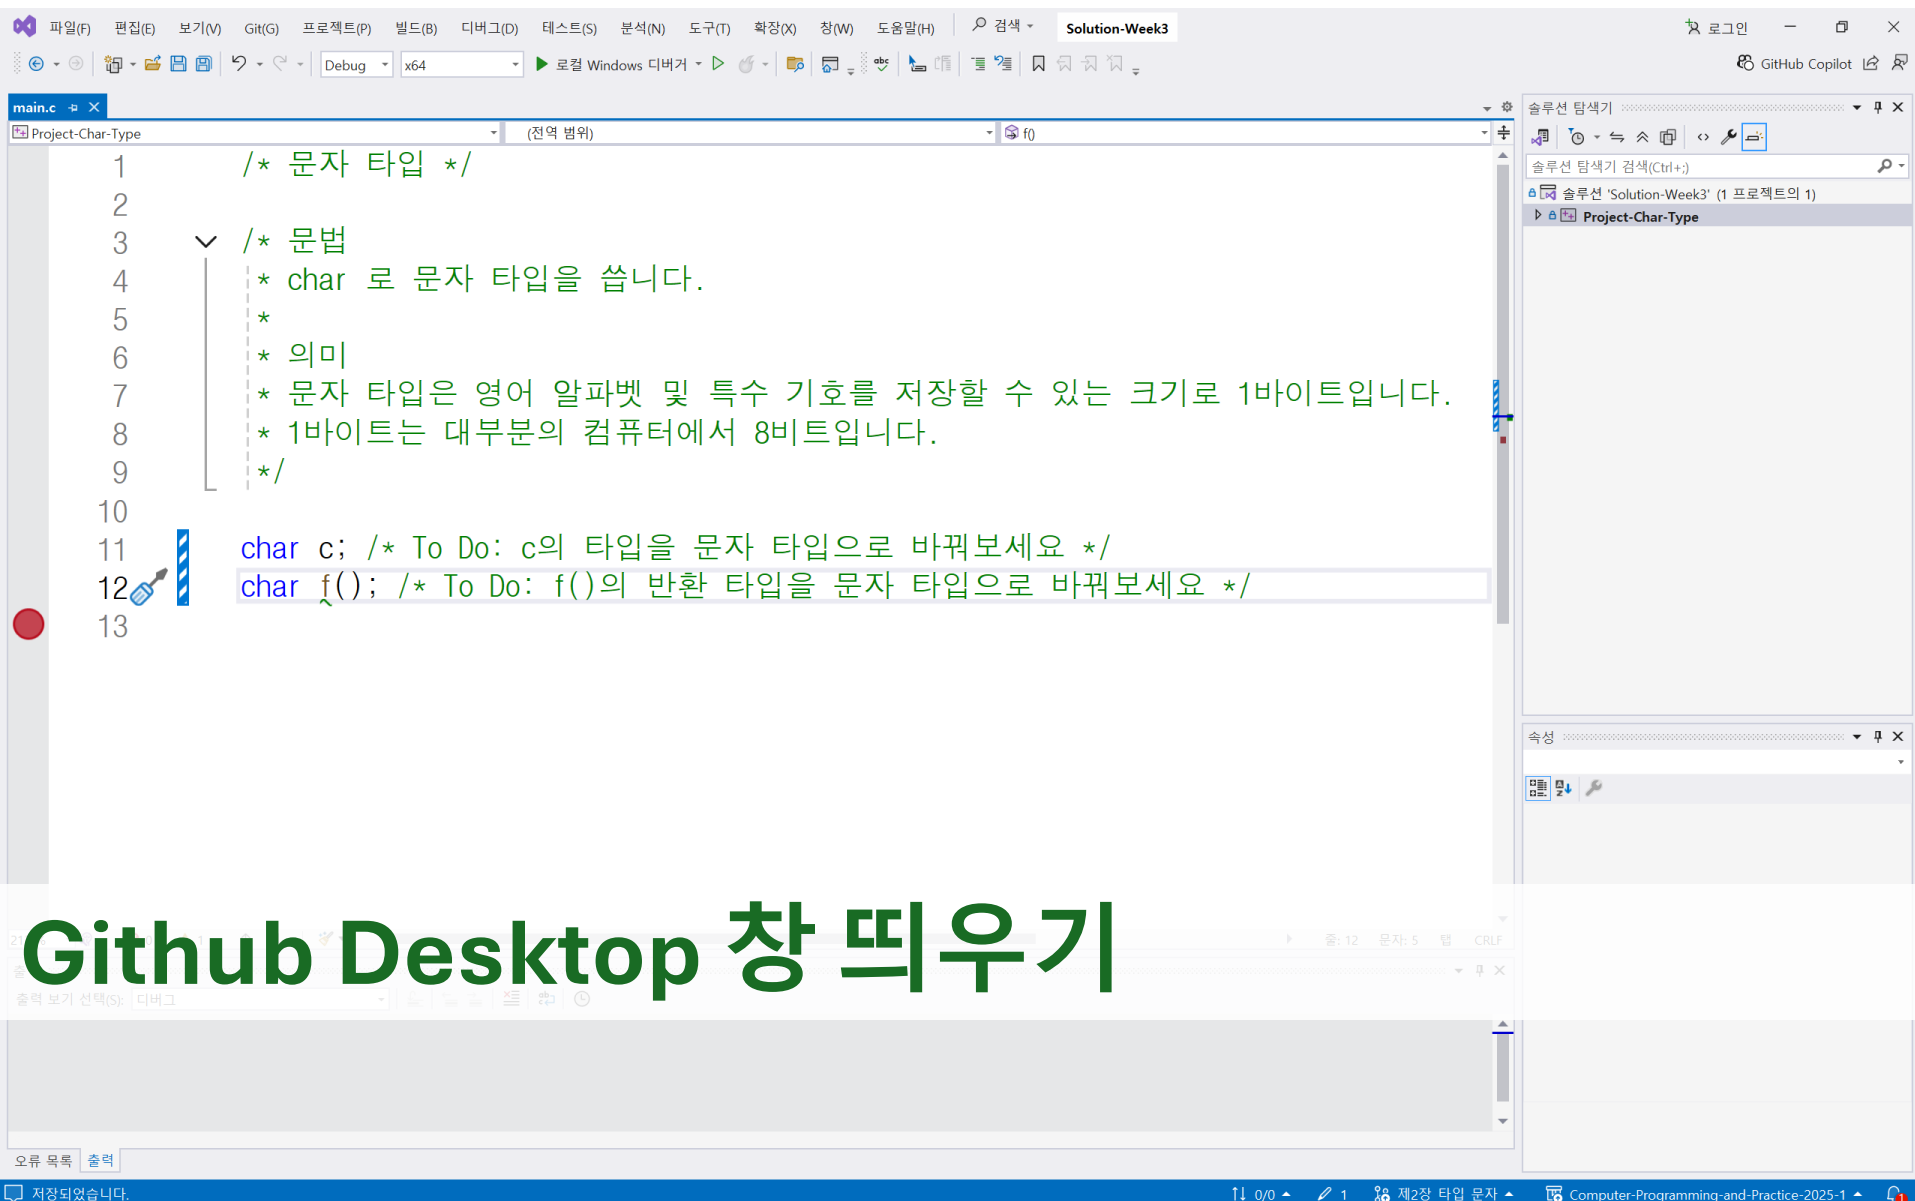 파일(F) 편집(E) 보기(V) Git(G) 프로젝트(P) 빌드(B) 디버그(D) 테스트(S) 분석(N) 도구(T) 확장(X) 창(W) 도움말(H) 검색 Solution-Week3 로그인
Debug x64 로컬 Windows 디버거 GitHub Copilot
main.c
Project-Char-Type (전역 범위) f()
1 /* 문자 타입 */
2
3 /* 문법
4 * char 로 문자 타입을 씁니다.
5 *
6 * 의미
7 * 문자 타입은 영어 알파벳 및 특수 기호를 저장할 수 있는 크기로 1바이트입니다.
8 * 1바이트는 대부분의 컴퓨터에서 8비트입니다.
9 */
10
11 char c; /* To Do: c의 타입을 문자 타입으로 바꿔보세요 */
12 char f(); /* To Do: f()의 반환 타입을 문자 타입으로 바꿔보세요 */
13
솔루션 탐색기
솔루션 탐색기 검색(Ctrl+;)
솔루션 'Solution-Week3' (1 프로젝트의 1)
Project-Char-Type
속성
Github Desktop 창 띄우기
줄: 12 문자: 5 탭 CRLF
출력 보기 선택(S): 디버그
오류 목록 출력
저장되었습니다. 0/0 1 제2장 타입 문자 Computer-Programming-and-Practice-2025-1 1